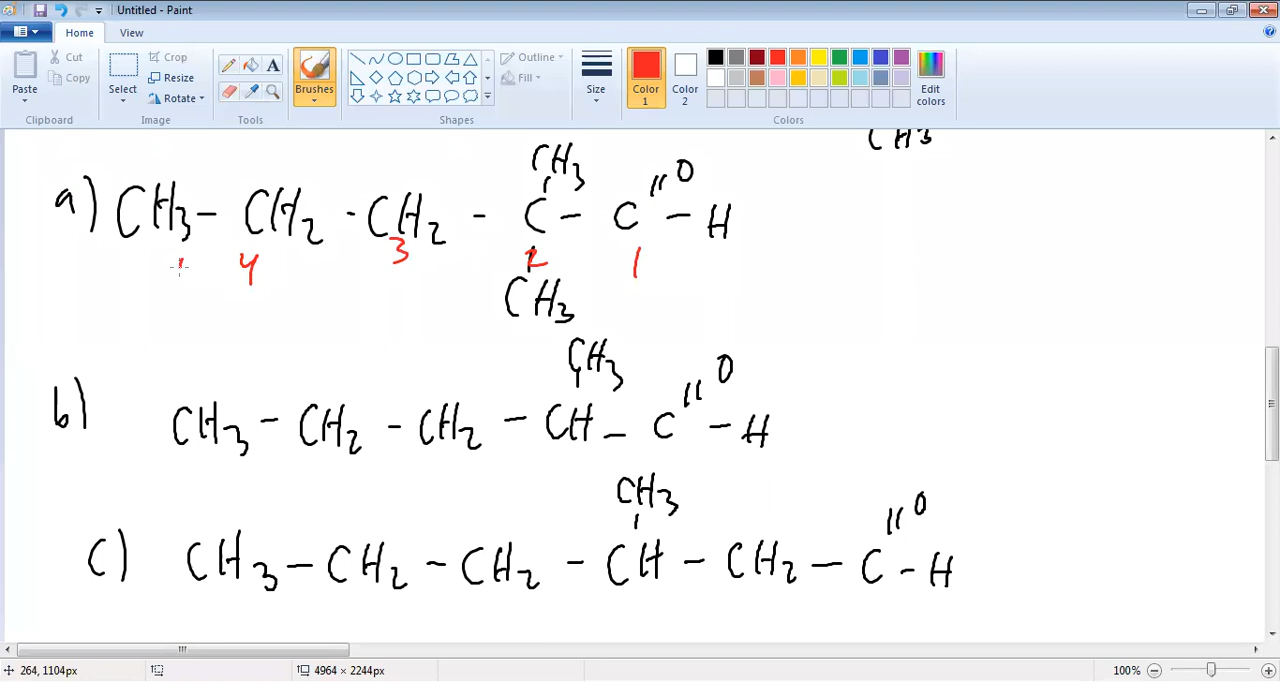 Untitled - Paint
Home View
Paste Cut Copy Select Crop Resize Rotate Brushes Outline Fill Size Color 1 Color 2 Edit colors
Clipboard Image Tools Shapes Colors
CH3
CH3 O
a) CH3 - CH2 - CH2 - C - C = - H
4 3 2 1
CH3
CH3 O
b) CH3 - CH2 - CH2 - CH - C = - H
CH3 O
c) CH3 - CH2 - CH2 - CH - CH2 - C = - H
264, 1104px 4964 × 2244px 100%